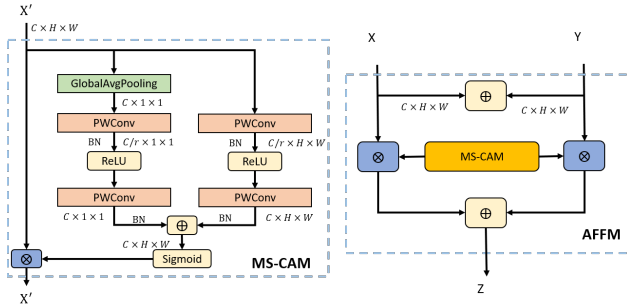 X′
C × H × W
GlobalAvgPooling
C × 1 × 1
PWConv
PWConv
BN
C/r × 1 × 1
BN
C/r × H × W
ReLU
ReLU
PWConv
PWConv
C × 1 × 1
BN
⊕
BN
C × H × W
C × H × W
⊗
Sigmoid
MS-CAM
X′
X
Y
C × H × W
⊕
C × H × W
⊗
MS-CAM
⊗
⊕
AFFM
Z